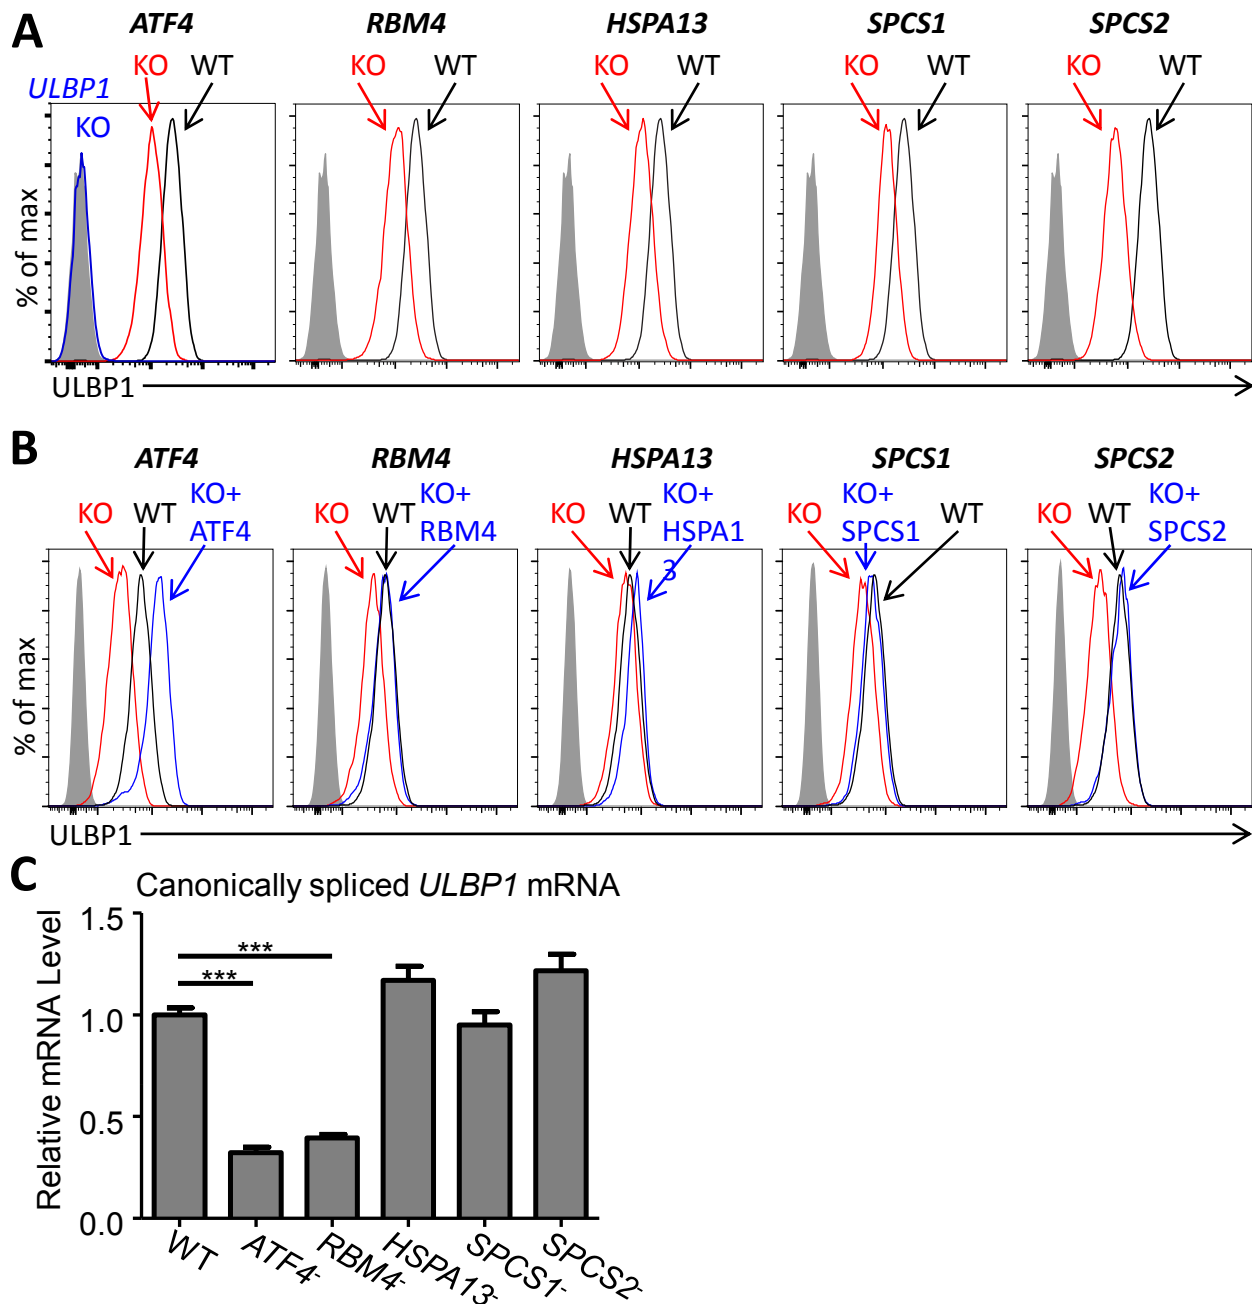 A
ATF4 RBM4 HSPA13 SPCS1 SPCS2
KO WT KO WT KO WT KO WT KO WT
ULBP1
KO
% of max
ULBP1
B
ATF4 RBM4 HSPA13 SPCS1 SPCS2
KO WT KO+ ATF4
KO WT KO+ RBM4
KO WT KO+ HSPA1 3
KO KO+ SPCS1 WT
KO WT KO+ SPCS2
% of max
ULBP1
C
Canonically spliced ULBP1 mRNA
Relative mRNA Level
1.5
1.0
0.5
0.0
***
***
WT ATF4- RBM4- HSPA13- SPCS1- SPCS2-